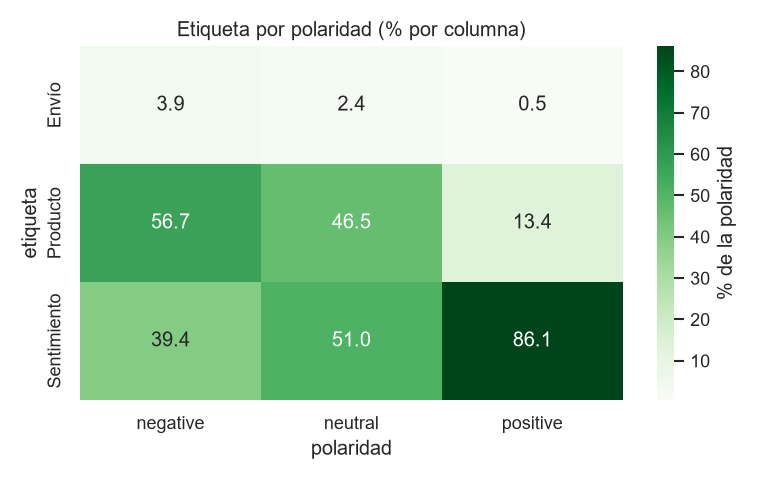 Etiqueta por polaridad (% por columna)
etiqueta
Envío
3.9 2.4 0.5
Producto
56.7 46.5 13.4
Sentimiento
39.4 51.0 86.1
negative neutral positive
polaridad
80
70
60
50
40
30
20
10
% de la polaridad